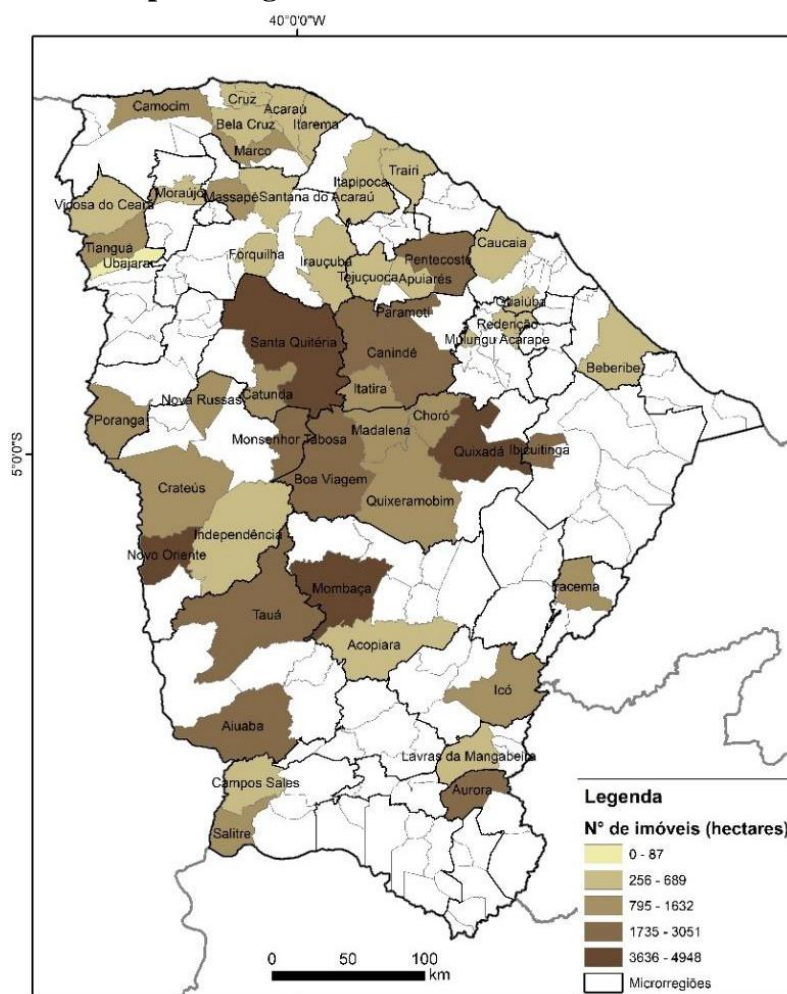 40°0'0"W
Cruz
Camocim
Acaraú
Bela Cruz
Itarema
Marco
Trairi
Itapipoca
Moraújo
Massapê
Santana do Acaraú
Viçosa do Ceará
Tianguá
Caucaia
Forquilha
Irauçuba
Pentecoste
Ubajara
Tejuçuoca
Apuiarés
Guaiúba
Paramoti
Redenção
Santa Quitéria
Mulungu
Acarape
Canindé
Beberibe
Itatira
Catunda
Nova Russas
Choró
Poranga
Madalena
Monsenhor Tabosa
5°0'0"S
Quixadá
Ibicuitinga
Boa Viagem
Crateús
Quixeramobim
Independência
Novo Oriente
Mombaça
Iracema
Tauá
Acopiara
Icó
Aiuaba
Lavras da Mangabeira
Campos Sales
Aurora
Salitre
Legenda
N° de imóveis (hectares)
0 - 87
256 - 689
795 - 1632
1735 - 3051
3636 - 4948
Microrregiões
0 50 100
km